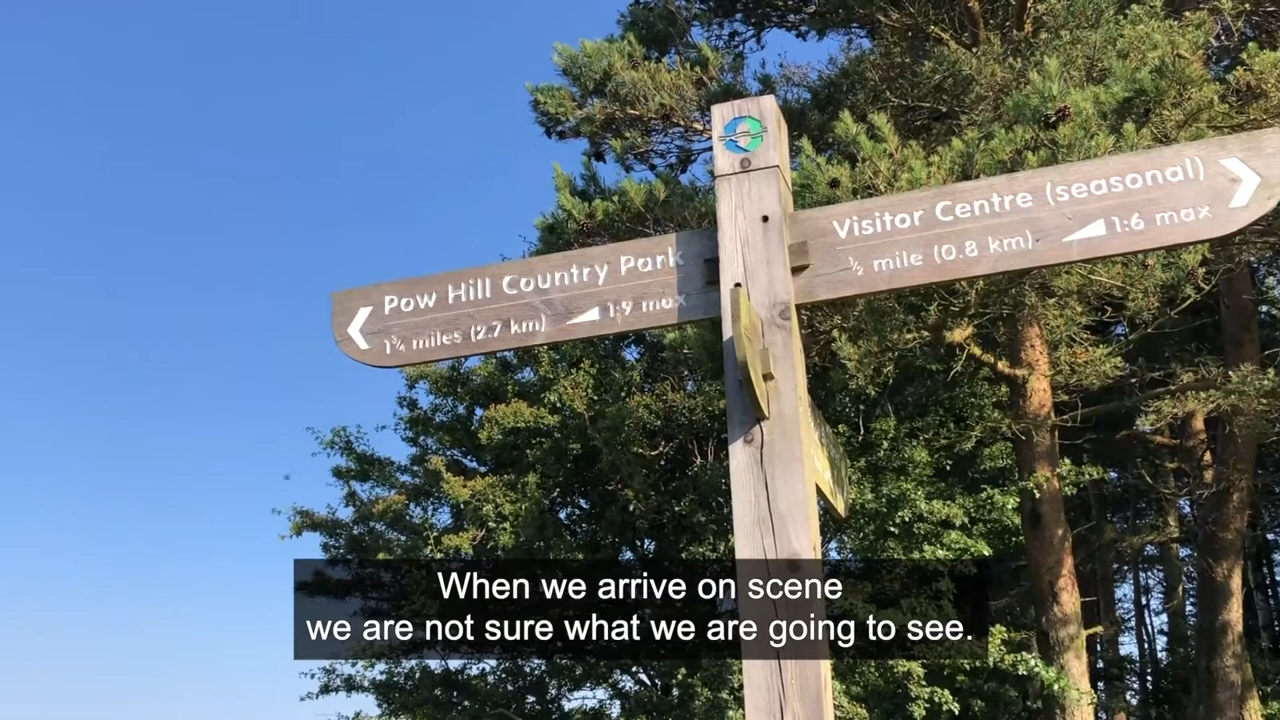 Pow Hill Country Park
1¾ miles (2.7 km) 1:9 max
Visitor Centre (seasonal)
½ mile (0.8 km) 1:6 max
When we arrive on scene
we are not sure what we are going to see.